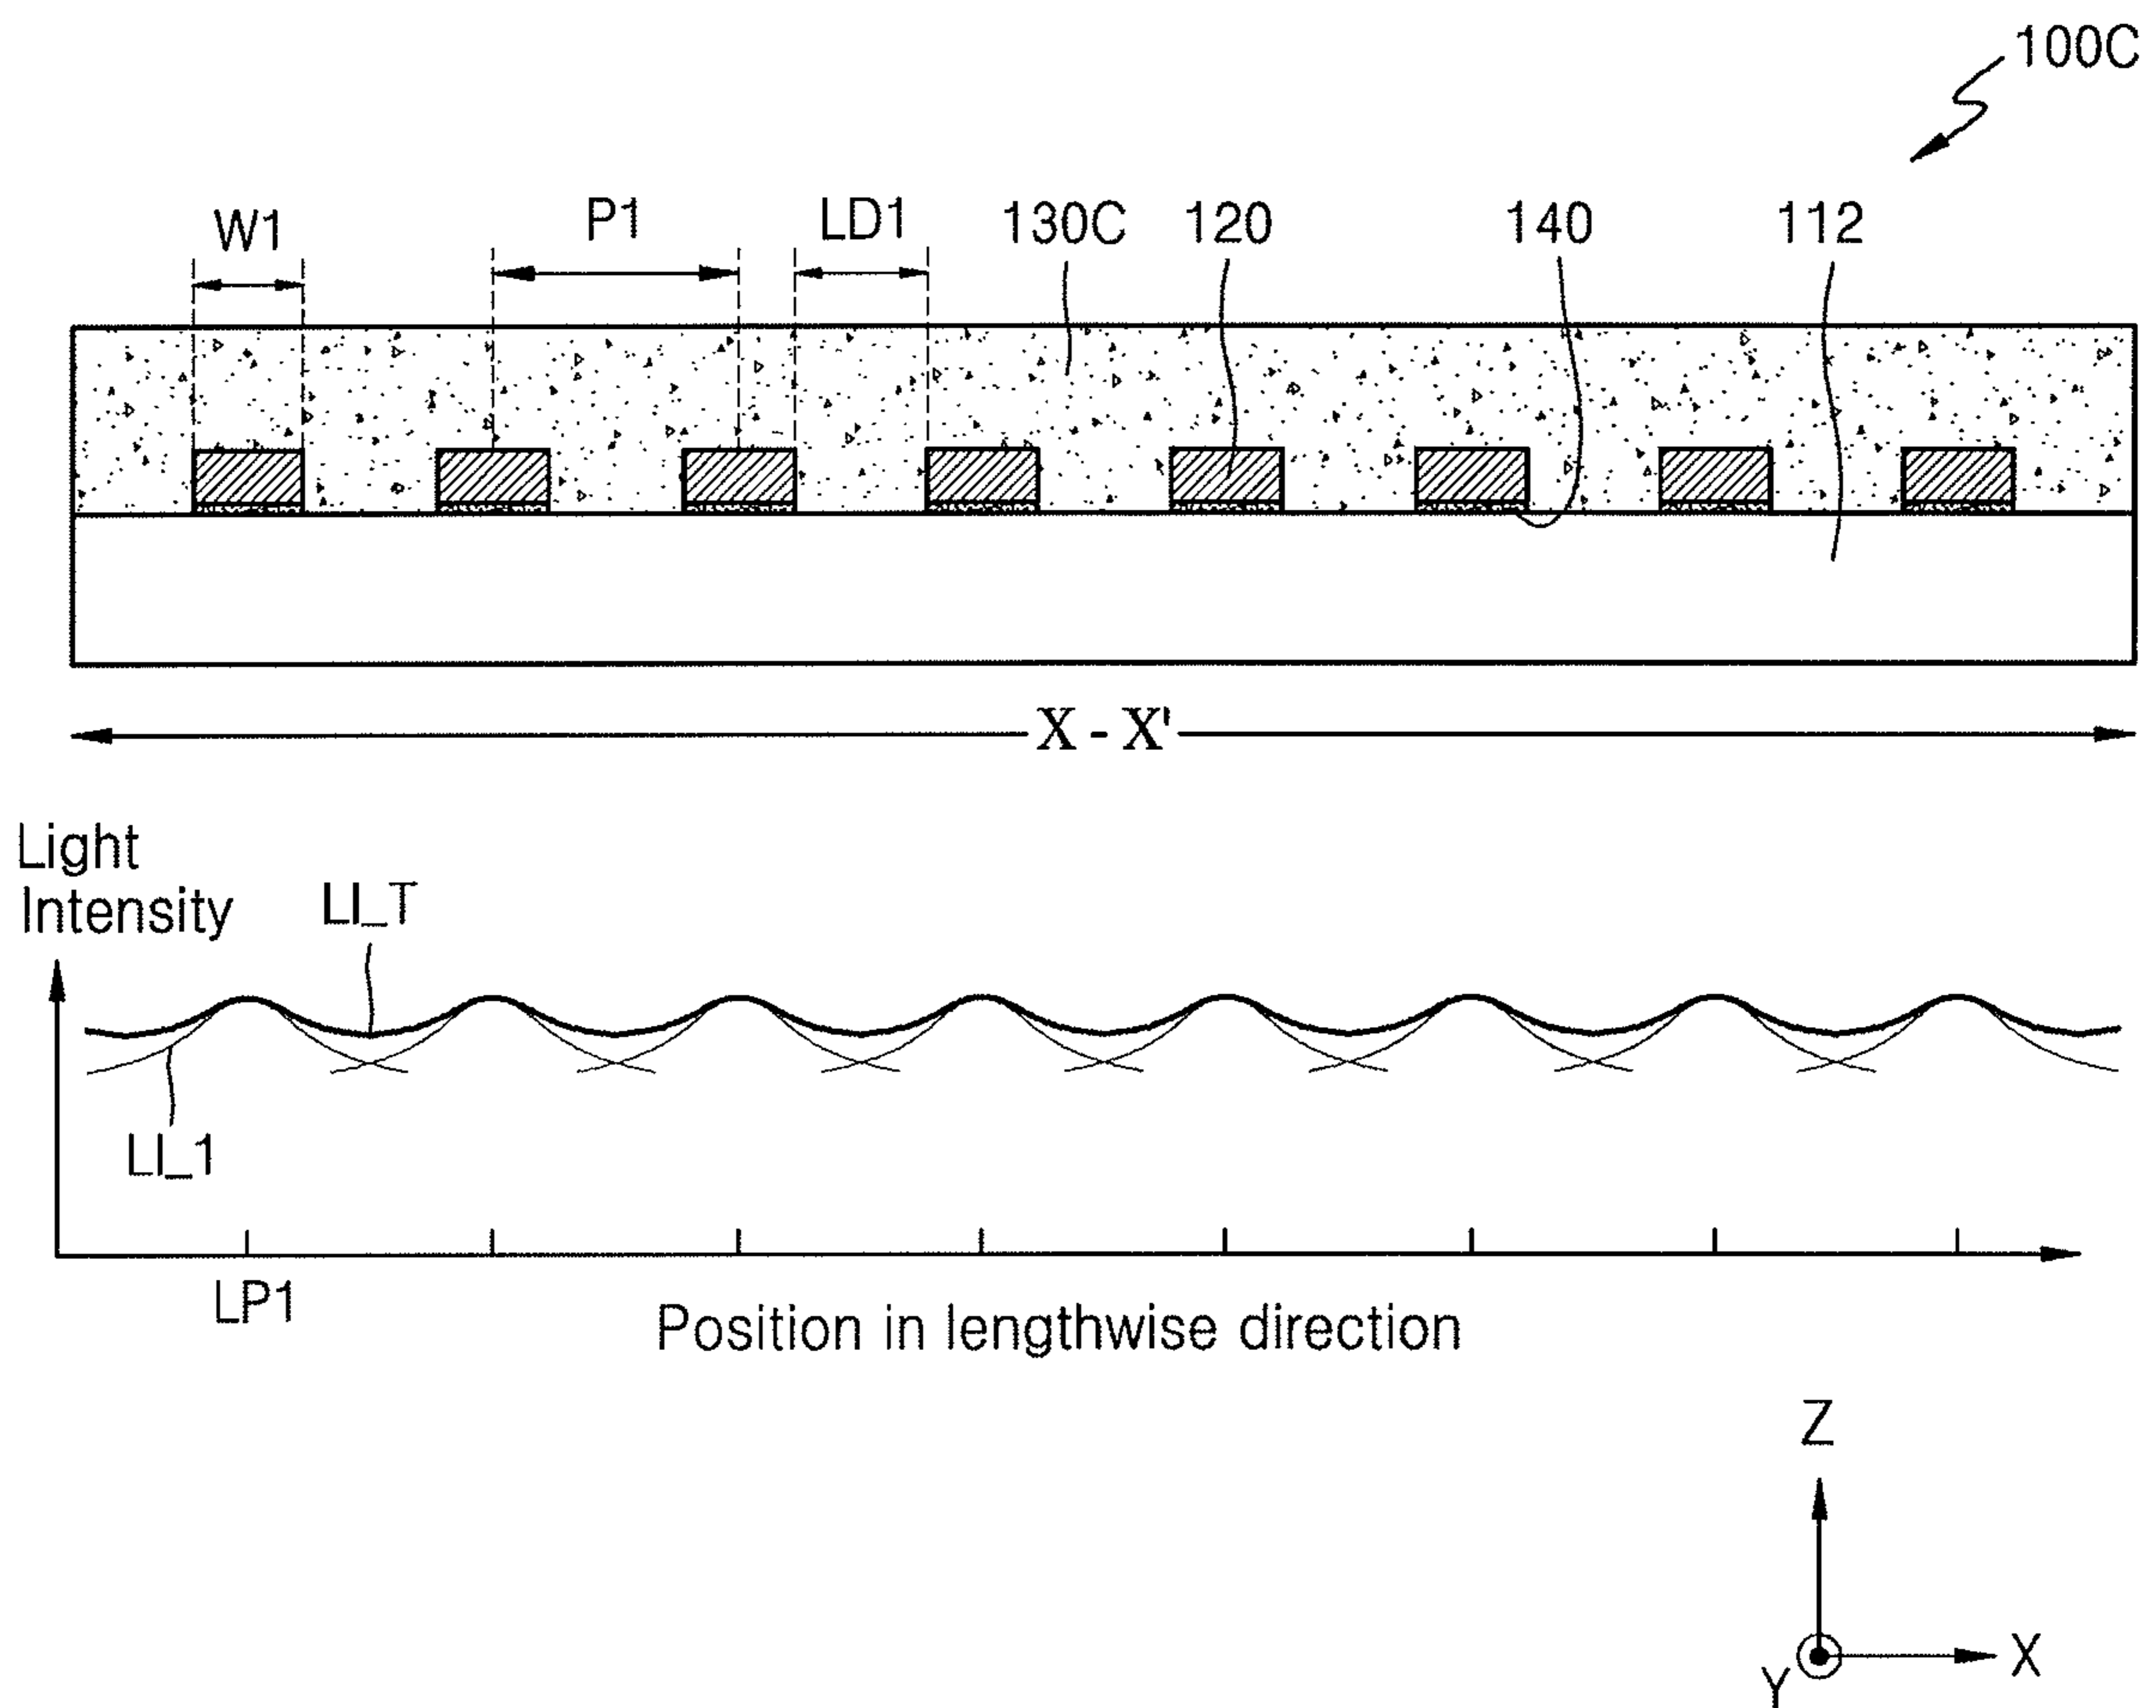 100C
W1
P1
LD1
130C
120
140
112
X - X'
Light
Intensity
LI_T
LI_1
LP1
Position in lengthwise direction
Z
X
Y